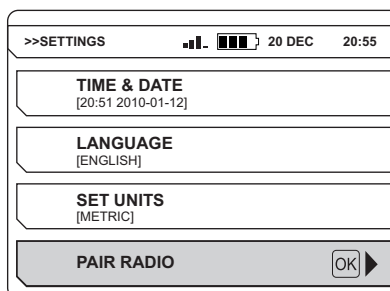 >>SETTINGS 20 DEC 20:55
TIME & DATE
[20:51 2010-01-12]
LANGUAGE
[ENGLISH]
SET UNITS
[METRIC]
PAIR RADIO OK